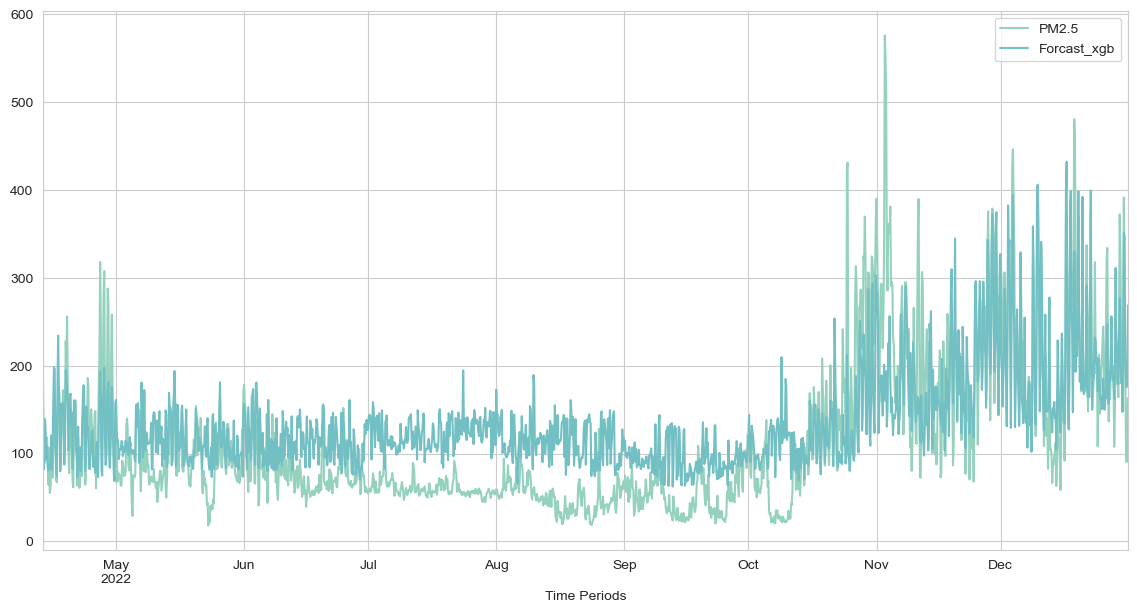 600
500
400
300
200
100
0
PM2.5
Forcast_xgb
May
2022
Jun
Jul
Aug
Sep
Oct
Nov
Dec
Time Periods